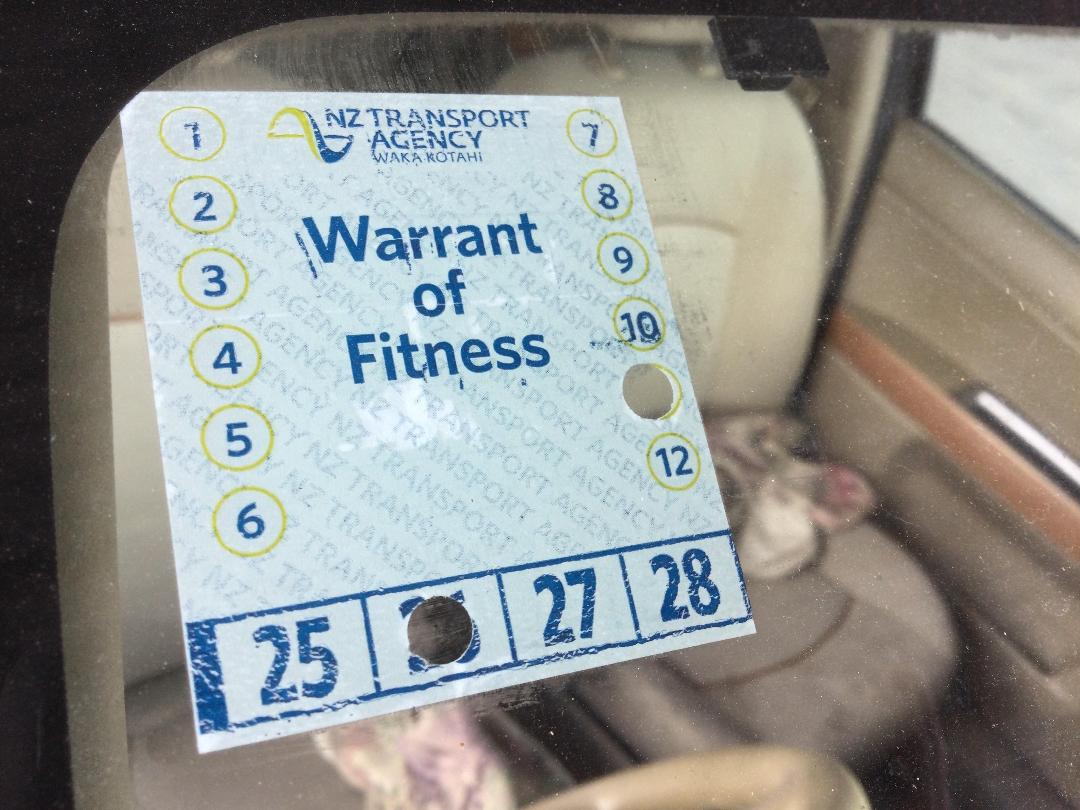 NZ TRANSPORT
AGENCY
WAKA KOTAHI
Warrant
of
Fitness
1
2
3
4
5
6
7
8
9
10
12
25
27
28